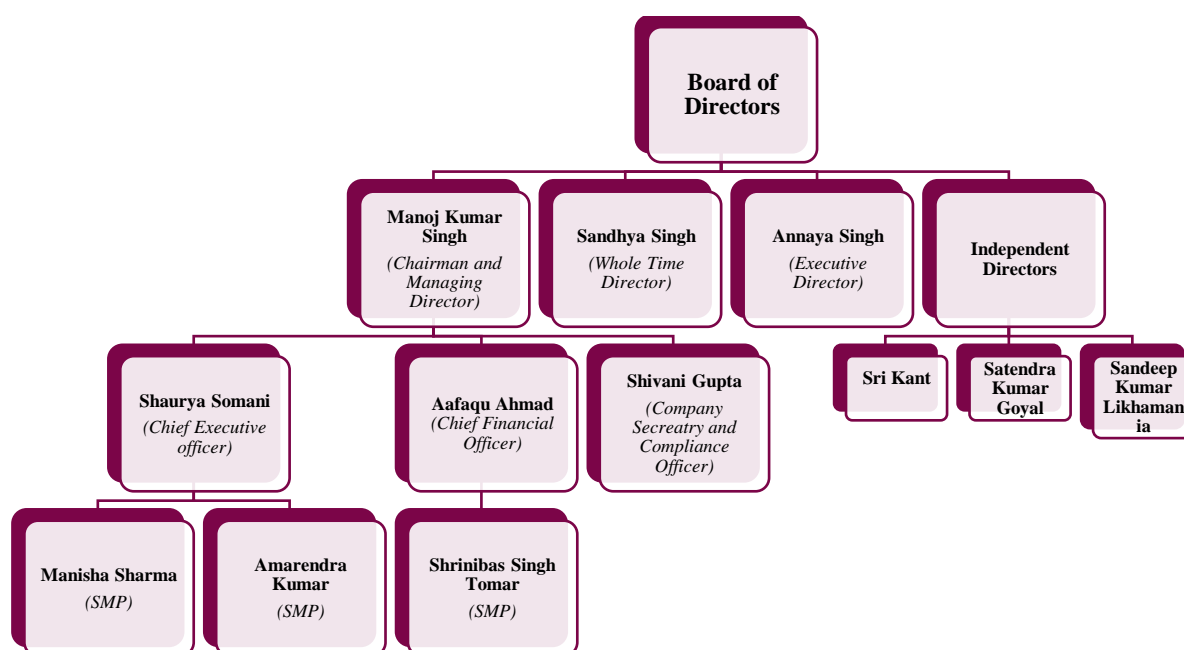 Board of
Directors
Manoj Kumar
Singh
(Chairman and
Managing
Director)
Sandhya Singh
(Whole Time
Director)
Annaya Singh
(Executive
Director)
Independent
Directors
Shaurya Somani
(Chief Executive
officer)
Aafaqu Ahmad
(Chief Financial
Officer)
Shivani Gupta
(Company
Secreatry and
Compliance
Officer)
Sri Kant
Satendra
Kumar
Goyal
Sandeep
Kumar
Likhaman
ia
Manisha Sharma
(SMP)
Amarendra
Kumar
(SMP)
Shrinibas Singh
Tomar
(SMP)